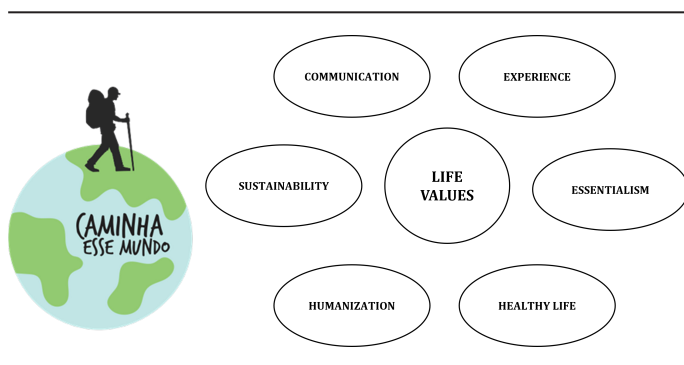 COMMUNICATION
EXPERIENCE
SUSTAINABILITY
LIFE
VALUES
ESSENTIALISM
CAMINHA
ESSE MUNDO
HUMANIZATION
HEALTHY LIFE